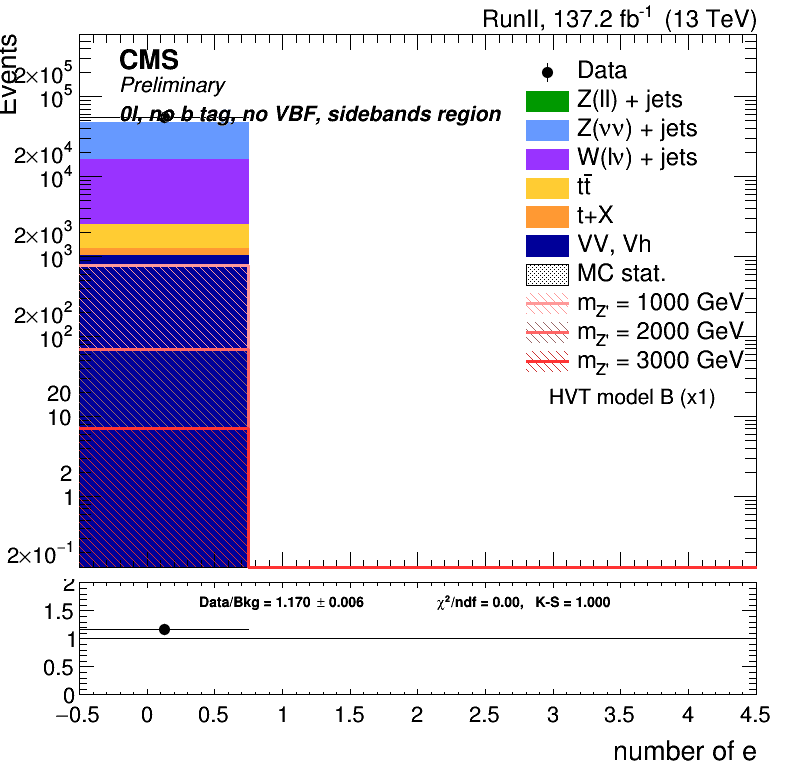 RunII, 137.2 fb⁻¹ (13 TeV)
Events
CMS
Preliminary
0l, no b tag, no VBF, sidebands region
Data
Z(ll) + jets
Z(νν) + jets
W(lν) + jets
tt̄
t+X
VV, Vh
MC stat.
m_Z' = 1000 GeV
m_Z' = 2000 GeV
m_Z' = 3000 GeV
HVT model B (x1)
2×10⁵
10⁵
2×10⁴
10⁴
2×10³
10³
2×10²
10²
20
10
2
1
2×10⁻¹
Data/Bkg = 1.170 ± 0.006 χ²/ndf = 0.00, K-S = 1.000
2
1.5
1
0.5
0
−0.5 0 0.5 1 1.5 2 2.5 3 3.5 4 4.5
number of e